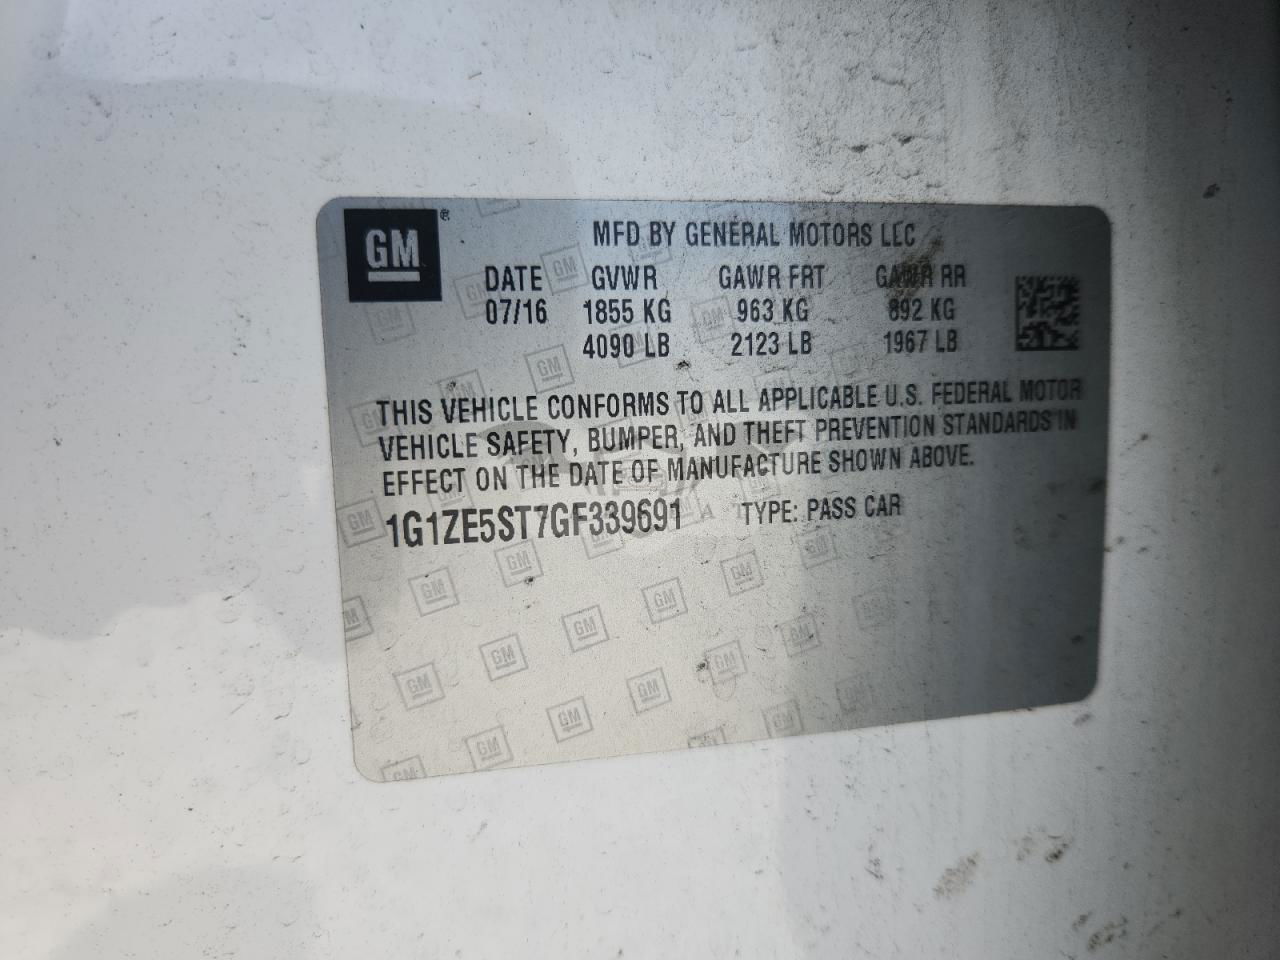 GM®
MFD BY GENERAL MOTORS LLC
DATE GVWR GAWR FRT GAWR RR
07/16 1855 KG 963 KG 892 KG
4090 LB 2123 LB 1967 LB
THIS VEHICLE CONFORMS TO ALL APPLICABLE U.S. FEDERAL MOTOR
VEHICLE SAFETY, BUMPER, AND THEFT PREVENTION STANDARDS IN
EFFECT ON THE DATE OF MANUFACTURE SHOWN ABOVE.
1G1ZE5ST7GF339691 TYPE: PASS CAR